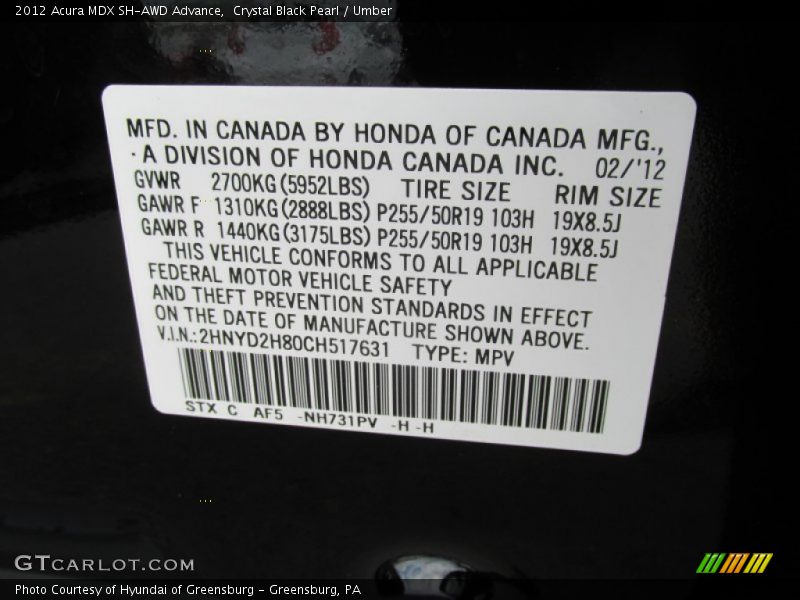 2012 Acura MDX SH-AWD Advance,  Crystal Black Pearl / Umber
MFD. IN CANADA BY HONDA OF CANADA MFG.,
A DIVISION OF HONDA CANADA INC. 02/'12
GVWR 2700KG(5952LBS) TIRE SIZE RIM SIZE
GAWR F 1310KG(2888LBS) P255/50R19 103H 19X8.5J
GAWR R 1440KG(3175LBS) P255/50R19 103H 19X8.5J
THIS VEHICLE CONFORMS TO ALL APPLICABLE
FEDERAL MOTOR VEHICLE SAFETY
AND THEFT PREVENTION STANDARDS IN EFFECT
ON THE DATE OF MANUFACTURE SHOWN ABOVE.
V.I.N.:2HNYD2H80CH517631 TYPE: MPV
STX C AF5 -NH731PV -H -H
GTCARLOT.COM
Photo Courtesy of Hyundai of Greensburg - Greensburg, PA